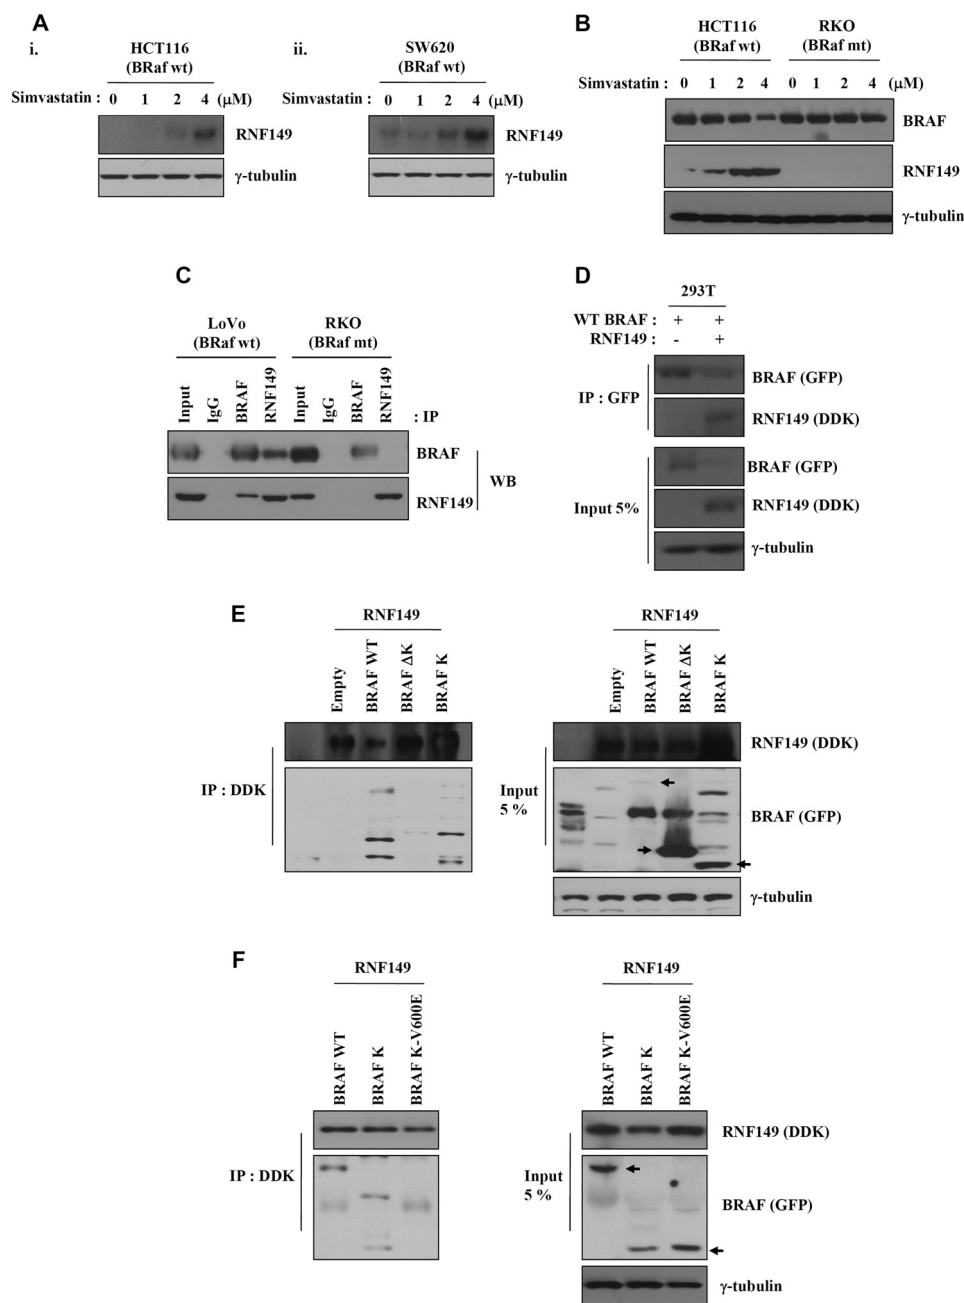 A
i.
HCT116
(BRaf wt)
Simvastatin : 0 1 2 4 (μM)
RNF149
γ-tubulin
ii.
SW620
(BRaf wt)
Simvastatin : 0 1 2 4 (μM)
RNF149
γ-tubulin
B
HCT116
(BRaf wt)
RKO
(BRaf mt)
Simvastatin : 0 1 2 4 0 1 2 4 (μM)
BRAF
RNF149
γ-tubulin
C
LoVo
(BRaf wt)
RKO
(BRaf mt)
Input IgG BRAF RNF149 Input IgG BRAF RNF149 : IP
BRAF
RNF149
WB
D
293T
WT BRAF : + +
RNF149 : - +
IP : GFP
BRAF (GFP)
RNF149 (DDK)
Input 5%
BRAF (GFP)
RNF149 (DDK)
γ-tubulin
E
RNF149
Empty BRAF WT BRAF ΔK BRAF K
IP : DDK
RNF149
Empty BRAF WT BRAF ΔK BRAF K
Input
5 %
RNF149 (DDK)
BRAF (GFP)
γ-tubulin
F
RNF149
BRAF WT BRAF K BRAF K-V600E
IP : DDK
RNF149
BRAF WT BRAF K BRAF K-V600E
Input
5 %
RNF149 (DDK)
BRAF (GFP)
γ-tubulin